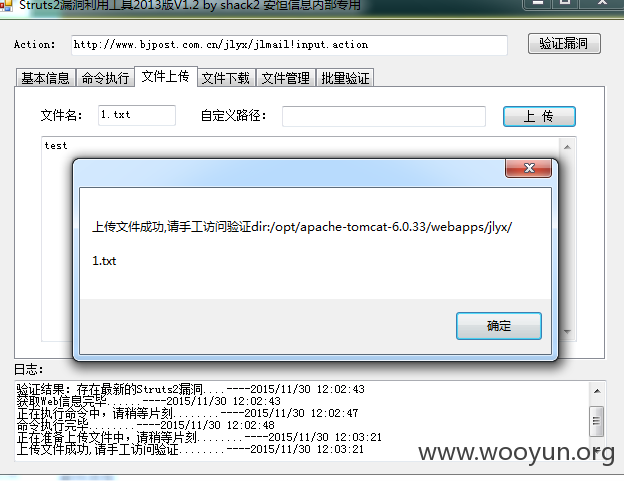 Struts2漏洞利用工具2013版V1.2 by shack2 安恒信息内部专用
Action: http://www.bjpost.com.cn/jlyx/jlmail!input.action 验证漏洞
基本信息 命令执行 文件上传 文件下载 文件管理 批量验证
文件名: 1.txt 自定义路径: 上 传
test
上传文件成功,请手工访问验证dir:/opt/apache-tomcat-6.0.33/webapps/jlyx/
1.txt
确定
日志:
验证结果: 存在最新的Struts2漏洞....----2015/11/30 12:02:43
获取Web信息完毕......----2015/11/30 12:02:43
正在执行命令中, 请稍等片刻........----2015/11/30 12:02:47
命令执行完毕........----2015/11/30 12:02:48
正在准备上传文件中, 请稍等片刻........----2015/11/30 12:03:21
上传文件成功,请手工访问验证........----2015/11/30 12:03:21
www.wooyun.org